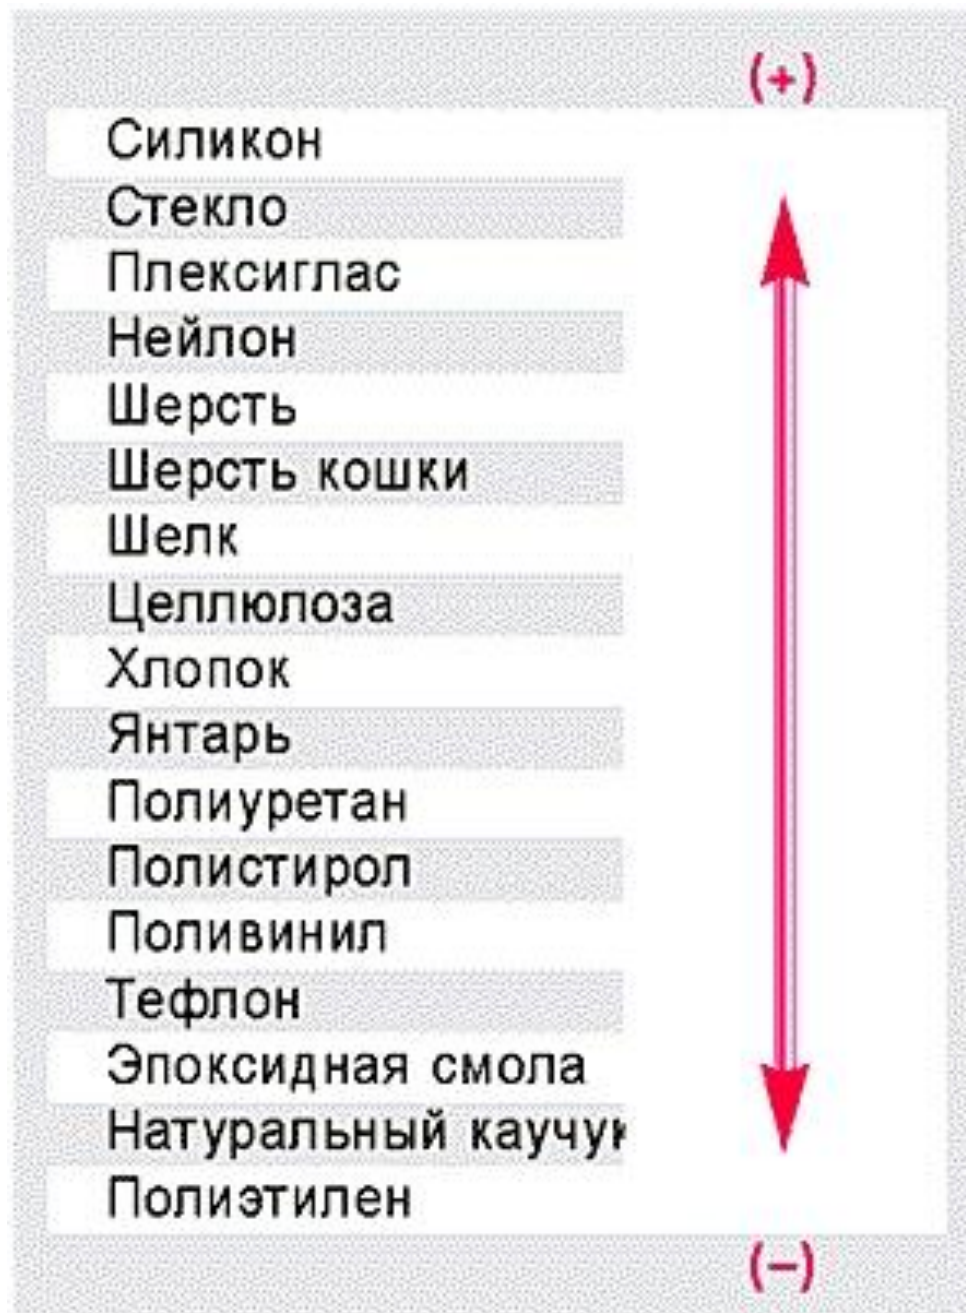 (+)
Силикон
Стекло
Плексиглас
Нейлон
Шерсть
Шерсть кошки
Шелк
Целлюлоза
Хлопок
Янтарь
Полиуретан
Полистирол
Поливинил
Тефлон
Эпоксидная смола
Натуральный каучук
Полиэтилен
(–)